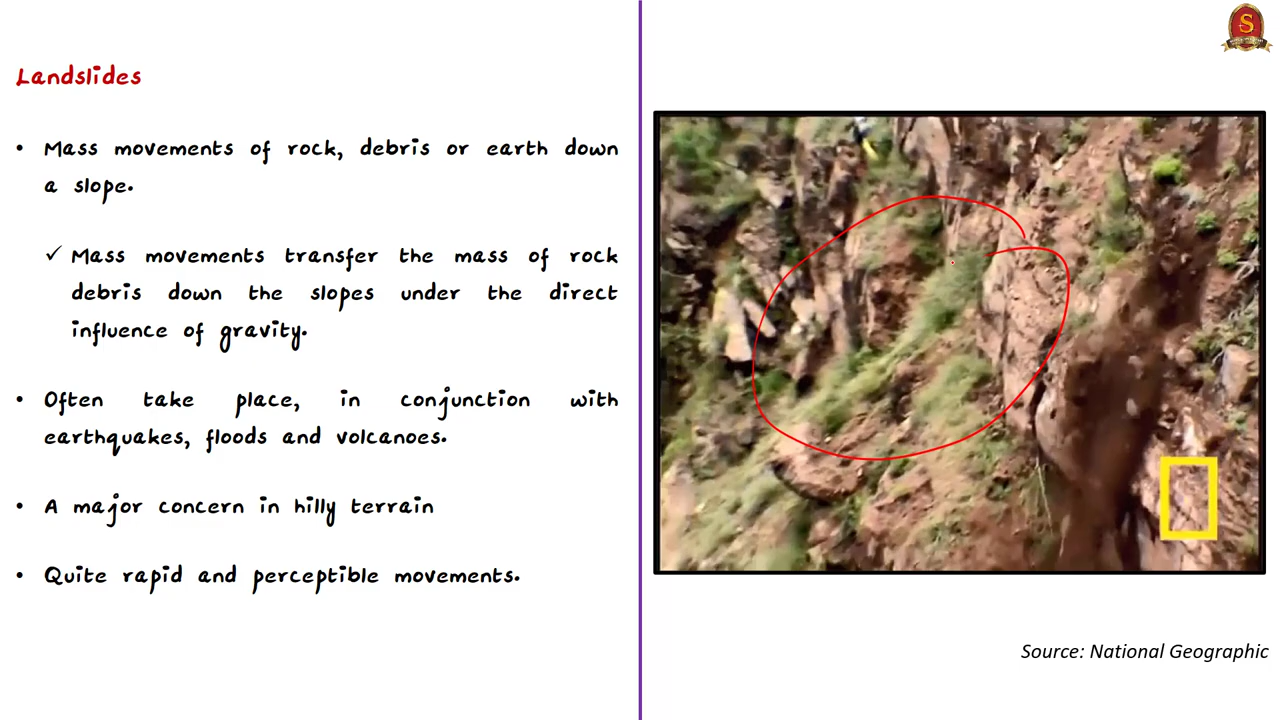 Landslides
• Mass movements of rock, debris or earth down
a slope.
✓ Mass movements transfer the mass of rock
debris down the slopes under the direct
influence of gravity.
• Often take place, in conjunction with
earthquakes, floods and volcanoes.
• A major concern in hilly terrain
• Quite rapid and perceptible movements.
S
Source: National Geographic